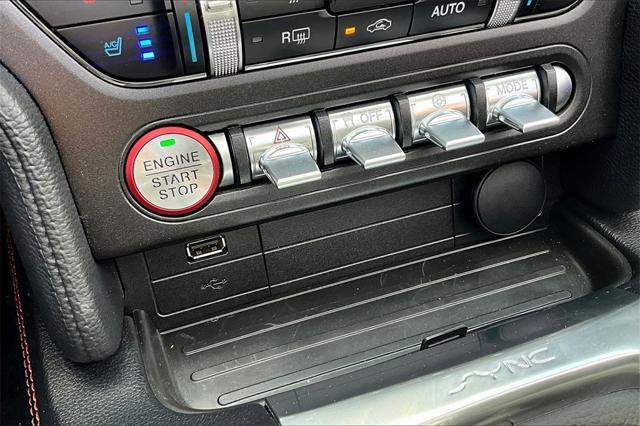 A/C
R
AUTO
ENGINE
START
STOP
OFF
MODE
SYNC